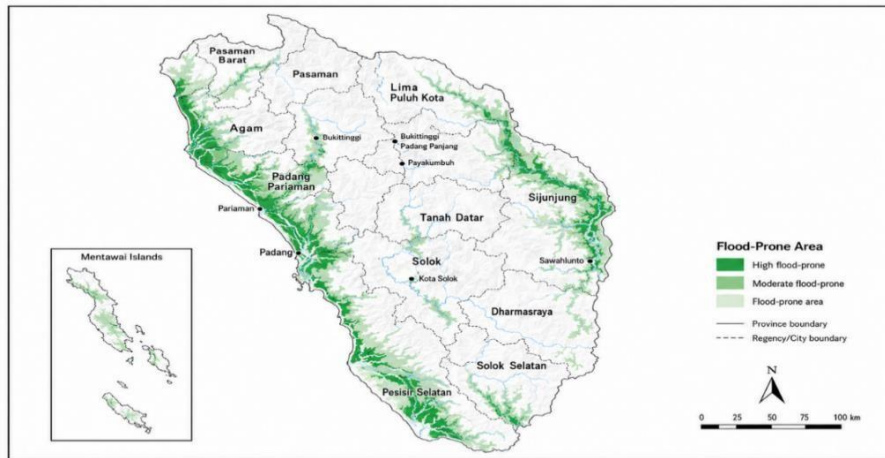 Pasaman
Barat
Pasaman
Lima
Puluh Kota
Agam
Bukittinggi
Bukittinggi
Padang Panjang
Payakumbuh
Padang
Pariaman
Sijunjung
Pariaman
Tanah Datar
Padang
Solok
Sawahlunto
Kota Solok
Dharmasraya
Solok Selatan
Pesisir Selatan
Mentawai Islands
Flood-Prone Area
High flood-prone
Moderate flood-prone
Flood-prone area
Province boundary
Regency/City boundary
N
0 25 50 75 100 km